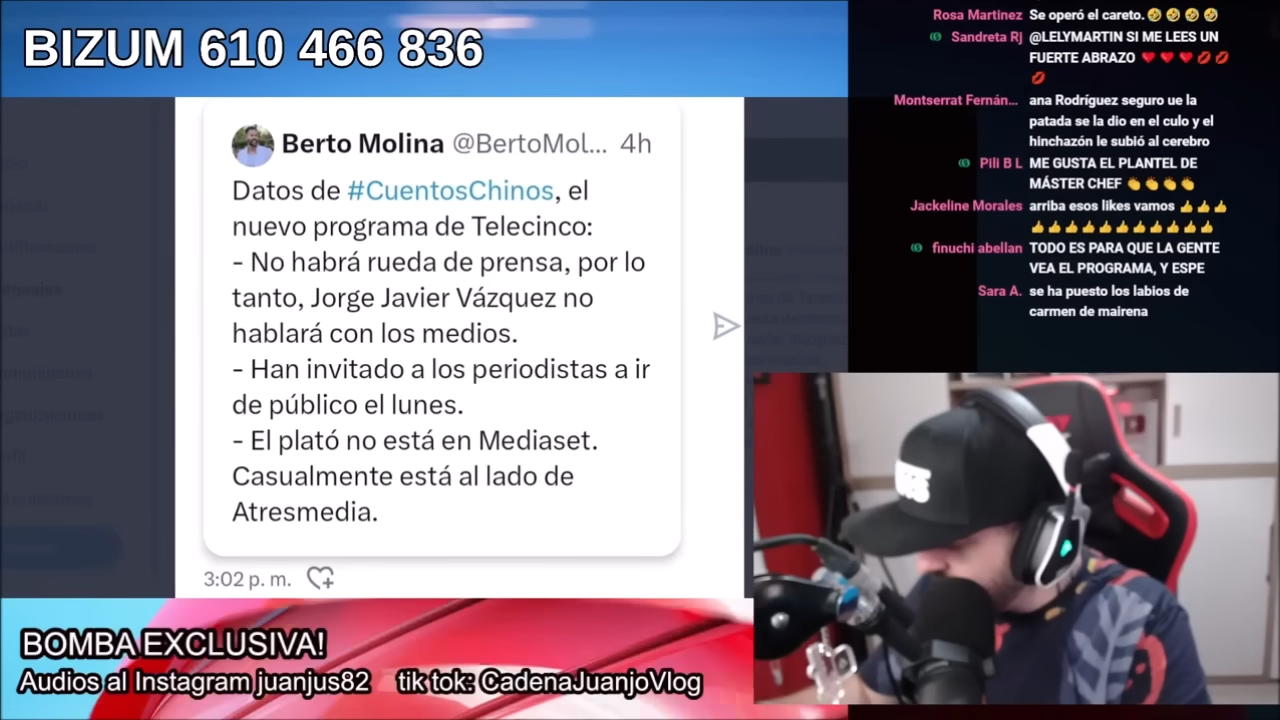 BIZUM 610 466 836
Berto Molina @BertoMol... 4h
Datos de #CuentosChinos, el
nuevo programa de Telecinco:
- No habrá rueda de prensa, por lo
tanto, Jorge Javier Vázquez no
hablará con los medios.
- Han invitado a los periodistas a ir
de público el lunes.
- El plató no está en Mediaset.
Casualmente está al lado de
Atresmedia.
3:02 p. m.
BOMBA EXCLUSIVA!
Audios al Instagram juanjus82 tik tok: CadenaJuanjoVlog
Rosa Martinez Se operó el careto. 🤣 🤣 🤣 🤣
Sandreta Rj @LELYMARTIN SI ME LEES UN
FUERTE ABRAZO ❤️ ❤️ ❤️ 💋 💋
💋
Montserrat Fernán... ana Rodríguez seguro ue la
patada se la dio en el culo y el
hinchazón le subió al cerebro
Pili B L ME GUSTA EL PLANTEL DE
MÁSTER CHEF 👏 👏 👏 👏
Jackeline Morales arriba esos likes vamos 👍 👍 👍
👍 👍 👍 👍 👍 👍 👍 👍 👍 👍 👍
finuchi abellan TODO ES PARA QUE LA GENTE
VEA EL PROGRAMA, Y ESPE
Sara A. se ha puesto los labios de
carmen de mairena